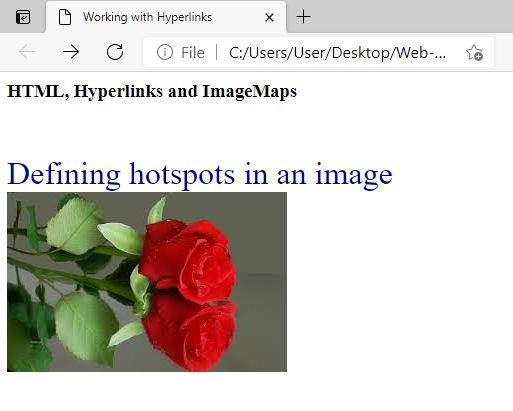 Working with Hyperlinks
File | C:/Users/User/Desktop/Web-...
HTML, Hyperlinks and ImageMaps
Defining hotspots in an image